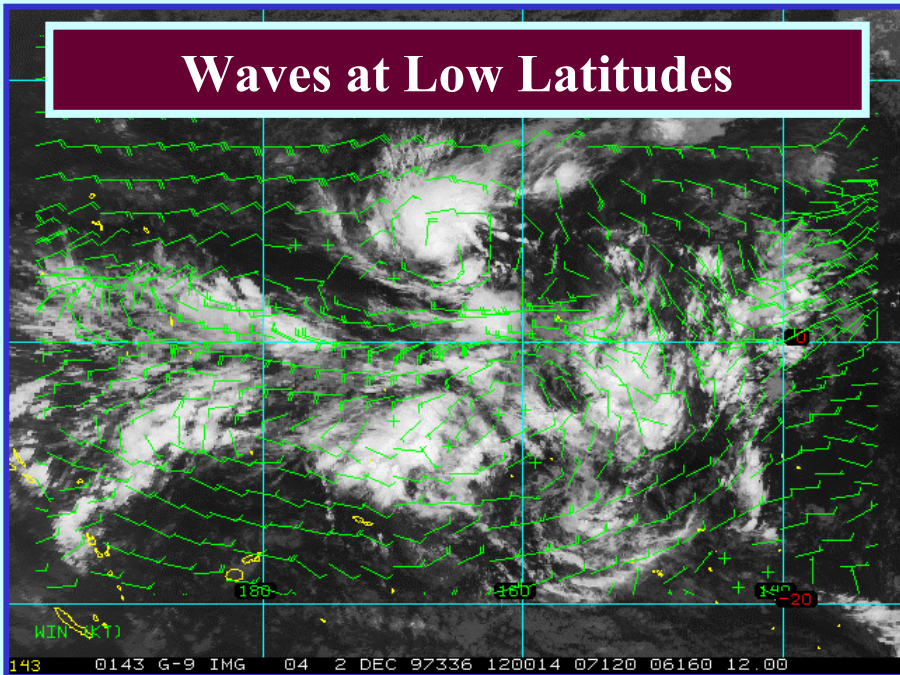 Waves at Low Latitudes
0
180 160 140
-20
WIN (KT)
143 0143 G-9 IMG 04 2 DEC 97336 120014 07120 06160 12.00